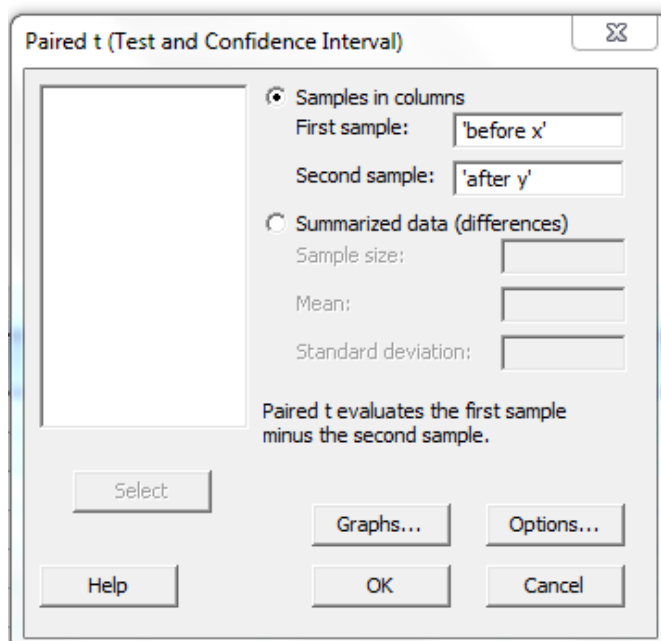 Paired t (Test and Confidence Interval)
Samples in columns
First sample: 'before x'
Second sample: 'after y'
Summarized data (differences)
Sample size:
Mean:
Standard deviation:
Paired t evaluates the first sample
minus the second sample.
Select
Graphs... Options...
Help OK Cancel